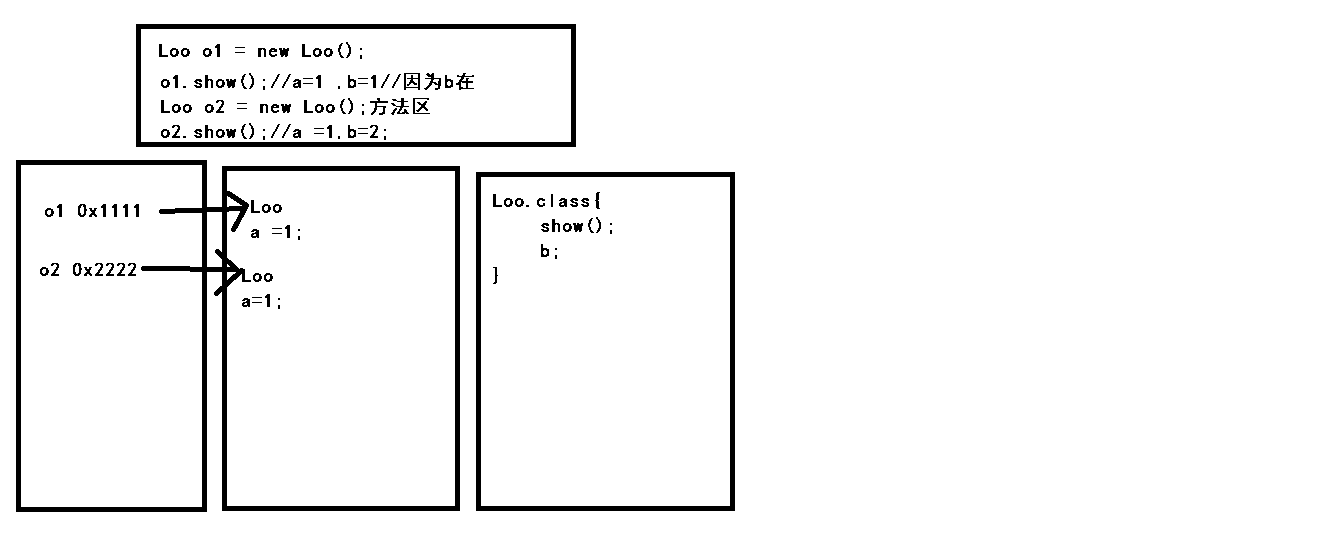 Loo o1 = new Loo();
o1.show();//a=1 ,b=1//因为b在
Loo o2 = new Loo();方法区
o2.show();//a =1,b=2;
o1 0x1111
o2 0x2222
Loo
a =1;
Loo
a=1;
Loo.class{
show();
b;
}